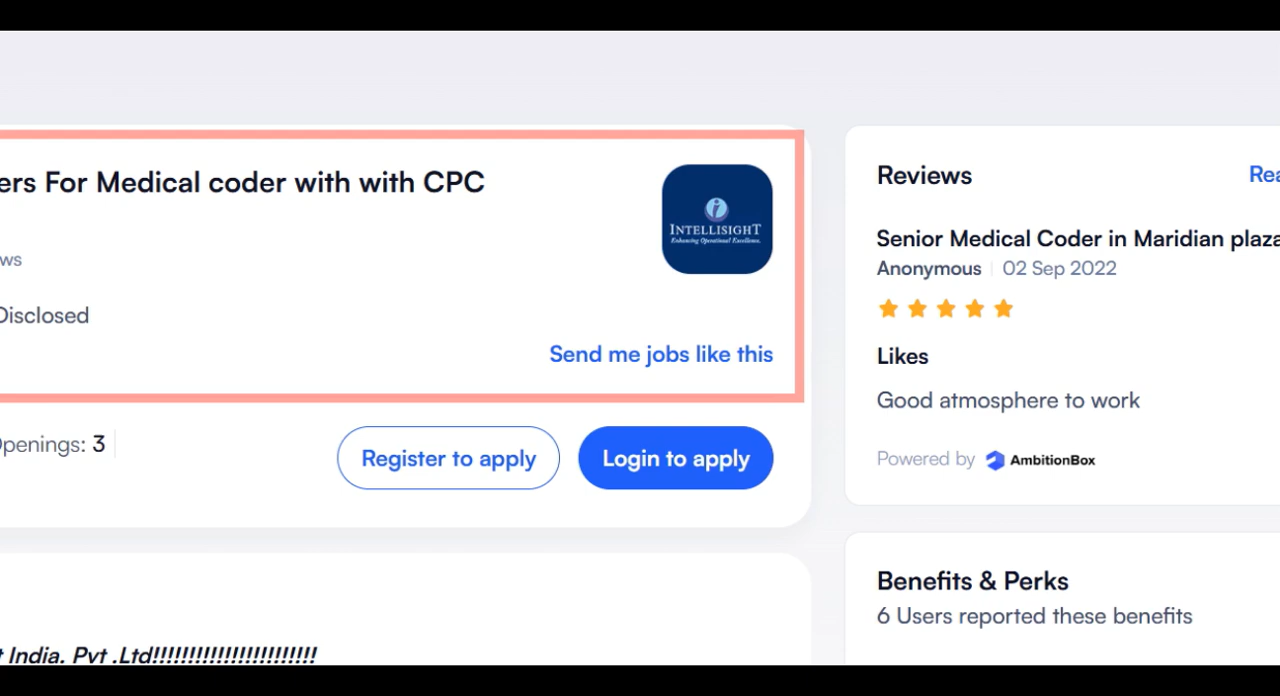 ers For Medical coder with with CPC
INTELLISIGHT
Enhancing Operational Excellence.
ws
Disclosed
Send me jobs like this
Openings: 3
Register to apply
Login to apply
t India. Pvt .Ltd!!!!!!!!!!!!!!!!!!!!!!!
Reviews
Rea
Senior Medical Coder in Maridian plaza
Anonymous
02 Sep 2022
Likes
Good atmosphere to work
Powered by AmbitionBox
Benefits & Perks
6 Users reported these benefits